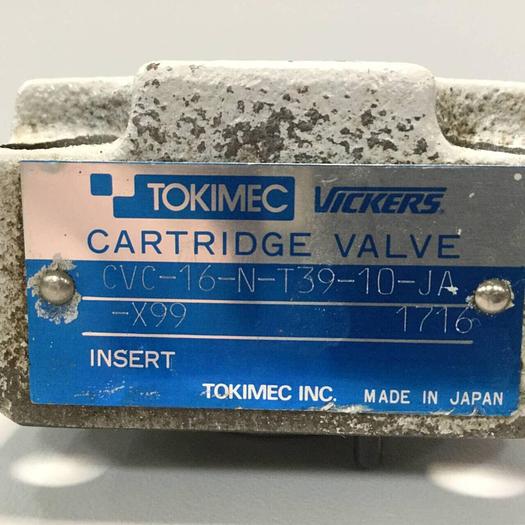 TOKIMEC VICKERS®
CARTRIDGE VALVE
CVC-16-N-T39-10-JA
-X99 1716
INSERT
TOKIMEC INC. MADE IN JAPAN